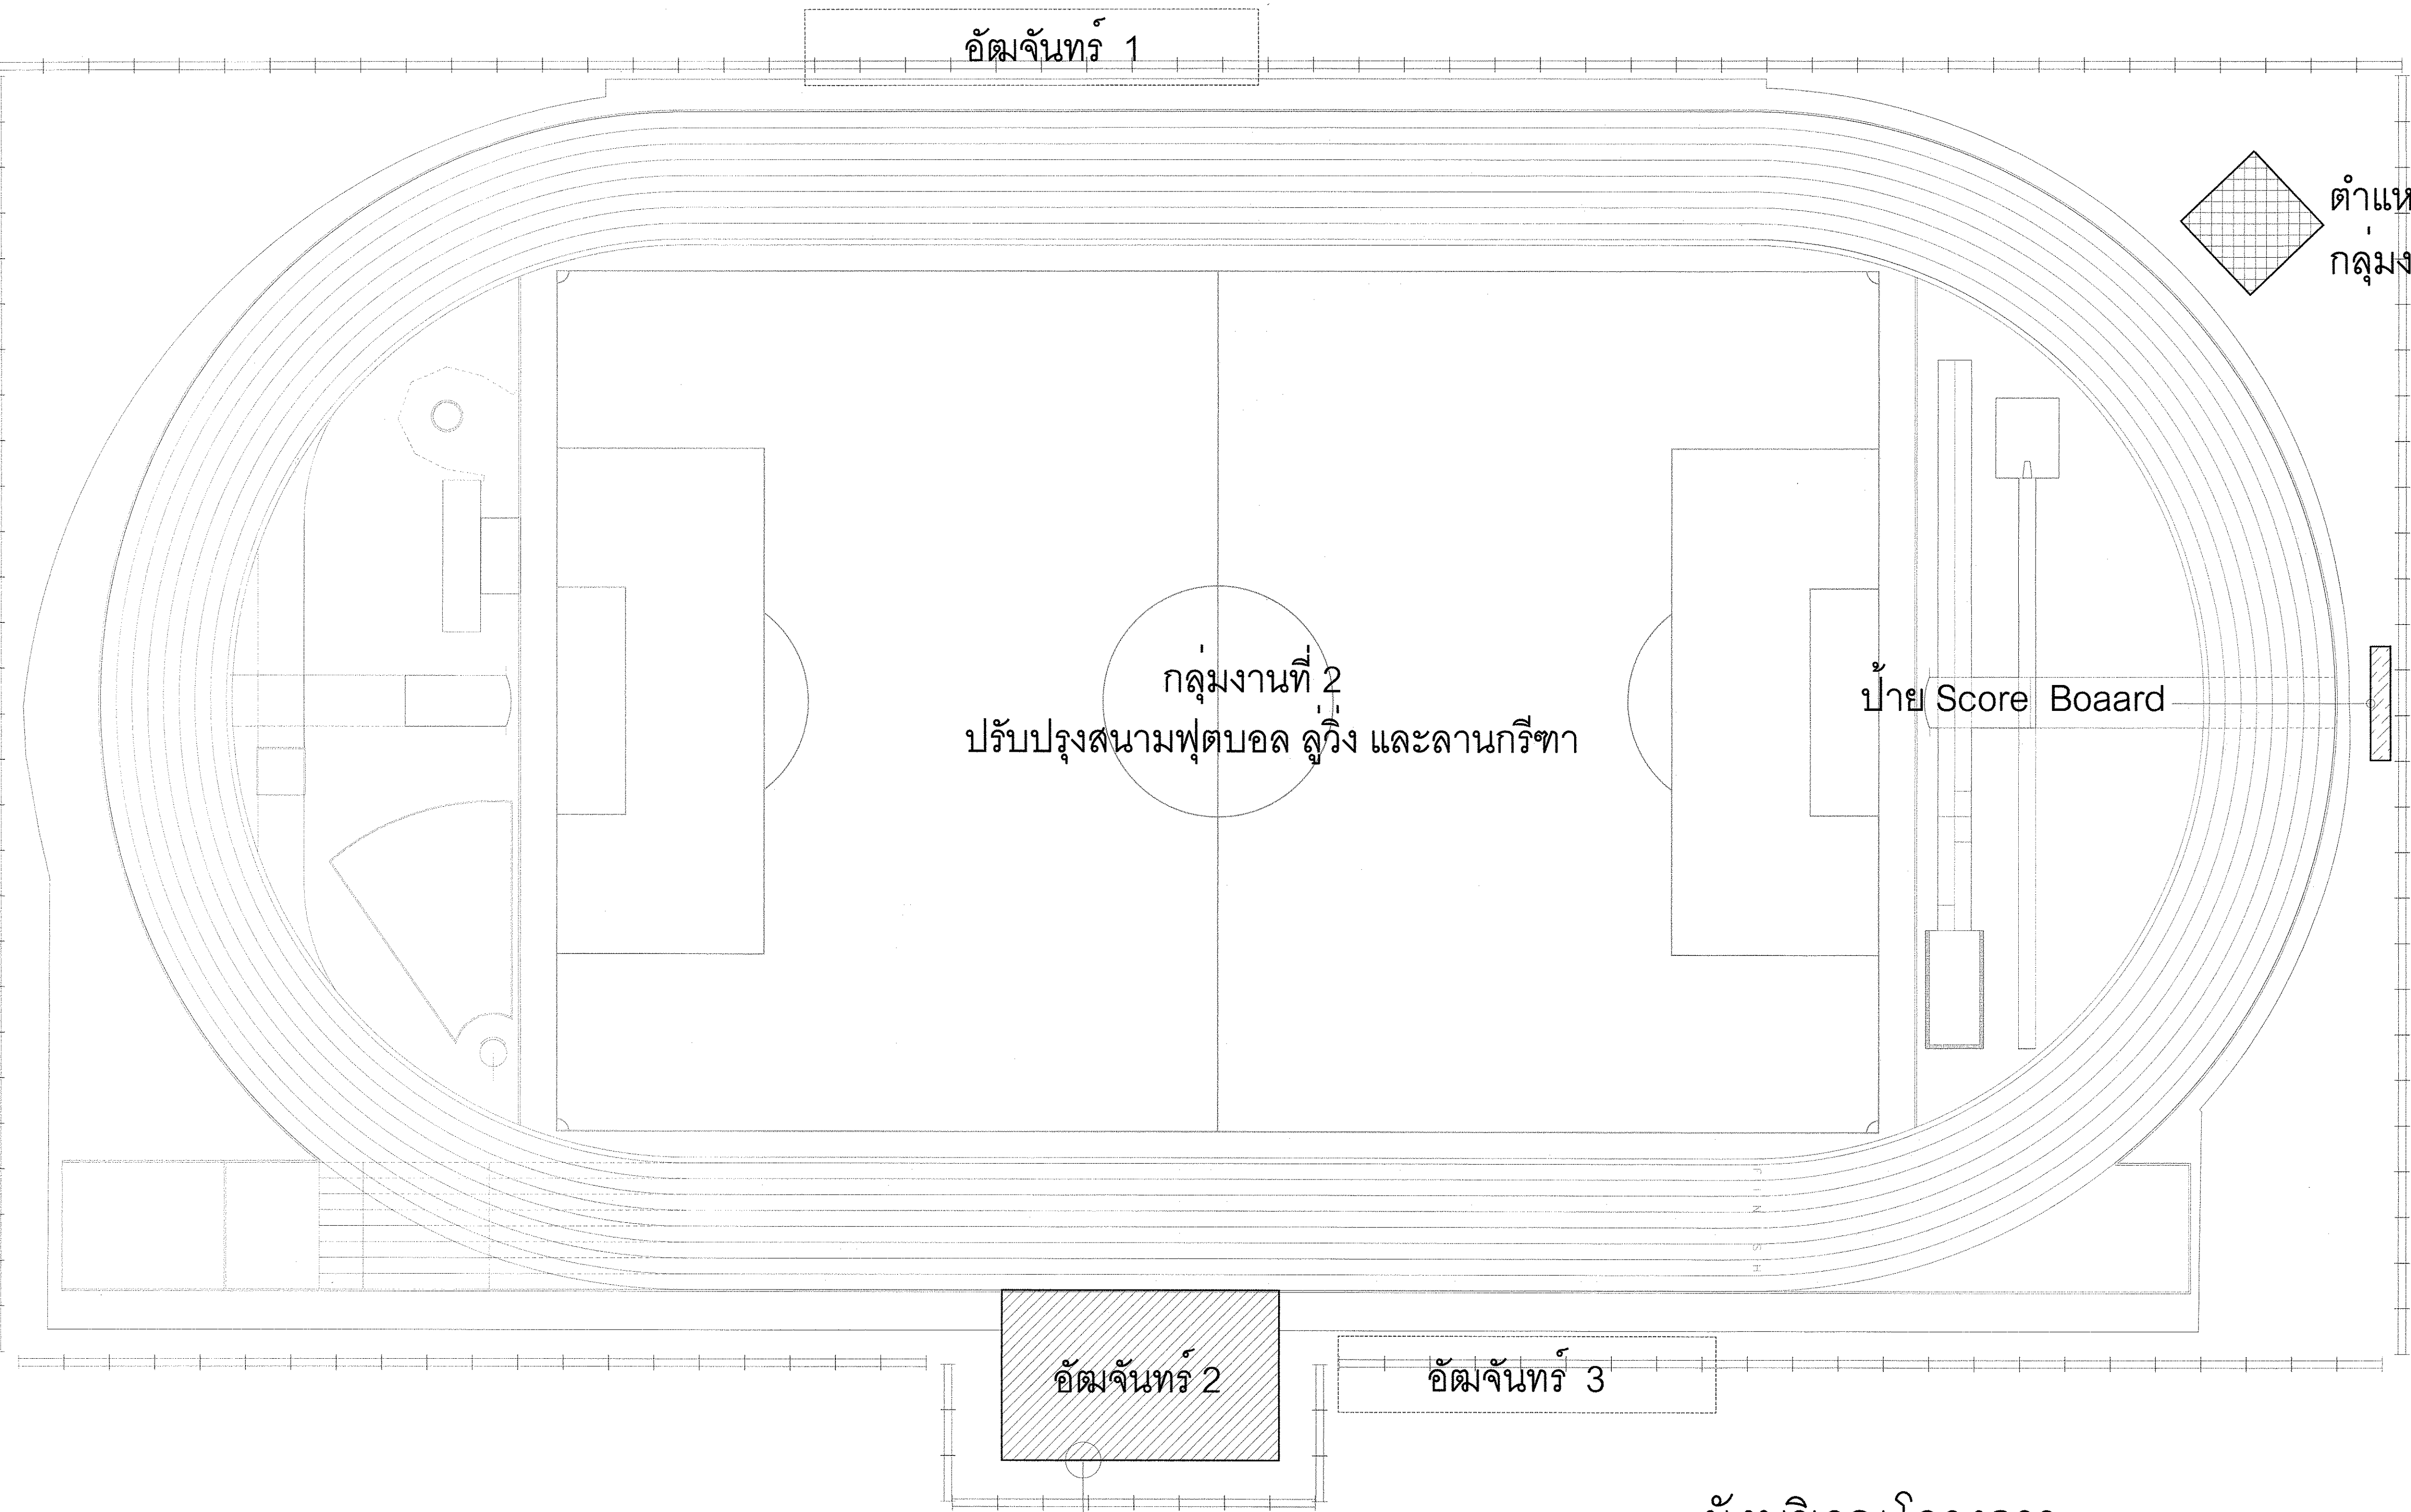 อัฒจันทร์ 1
กลุ่มงานที่ 2
ปรับปรุงสนามฟุตบอล ลู่วิ่ง และลานกรีฑา
ป้าย Score Boaard
อัฒจันทร์ 2
อัฒจันทร์ 3